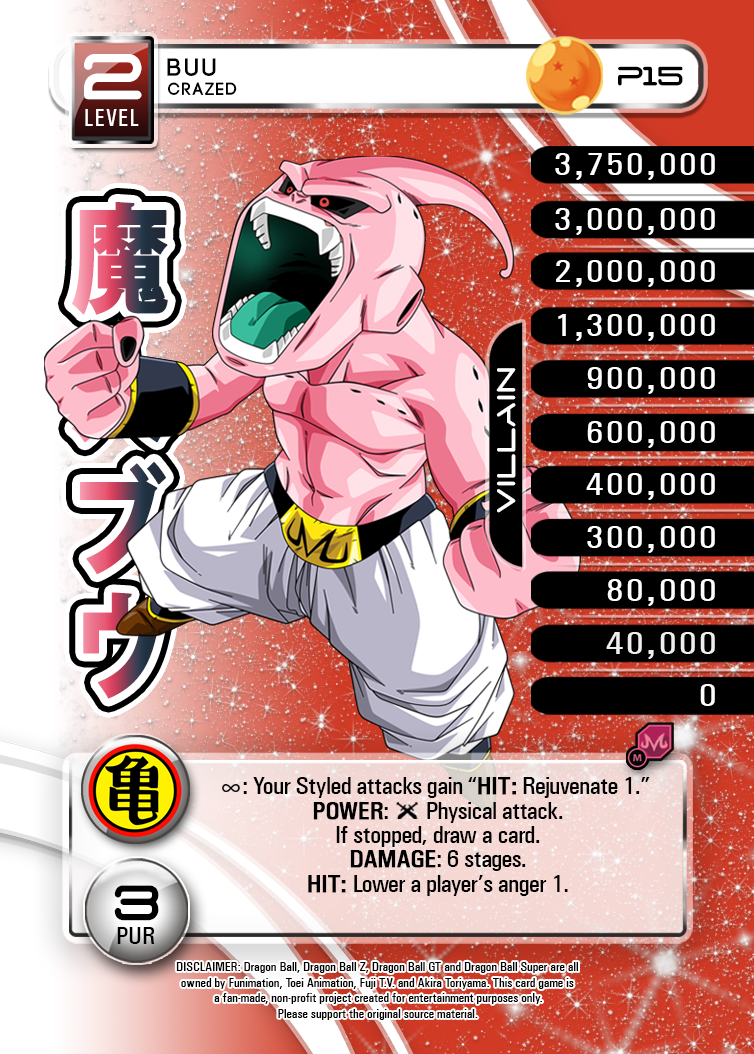 2
LEVEL
BUU
CRAZED
P15
3,750,000
3,000,000
2,000,000
1,300,000
900,000
600,000
400,000
300,000
80,000
40,000
0
VILLAIN
魔
ブ
ウ
亀
3
PUR
M
∞: Your Styled attacks gain “HIT: Rejuvenate 1.”
POWER: Physical attack.
If stopped, draw a card.
DAMAGE: 6 stages.
HIT: Lower a player’s anger 1.
DISCLAIMER: Dragon Ball, Dragon Ball Z, Dragon Ball GT and Dragon Ball Super are all
owned by Funimation, Toei Animation, Fuji T.V. and Akira Toriyama. This card game is
a fan-made, non-profit project created for entertainment purposes only.
Please support the original source material.